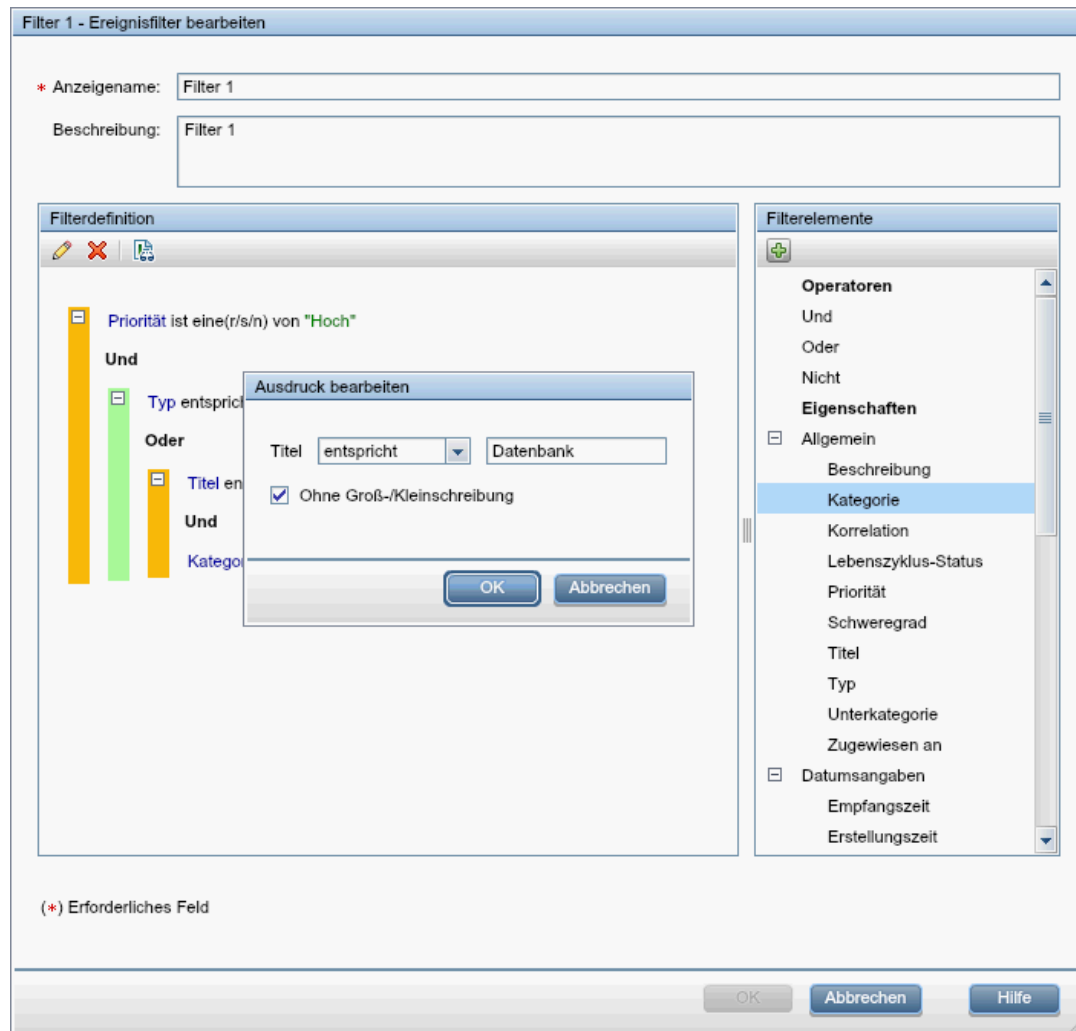 Filter 1 - Ereignisfilter bearbeiten
* Anzeigename: Filter 1
Beschreibung: Filter 1
Filterdefinition
Priorität ist eine(r/s/n) von "Hoch"
Und
Typ
Oder
Titel
Und
Ausdruck bearbeiten
Titel entspricht Datenbank
Ohne Groß-/Kleinschreibung
OK Abbrechen
Filterelemente
Operatoren
Und
Oder
Nicht
Eigenschaften
Allgemein
Beschreibung
Kategorie
Korrelation
Lebenszyklus-Status
Priorität
Schweregrad
Titel
Typ
Unterkategorie
Zugewiesen an
Datumsangaben
Empfangszeit
Erstellungszeit
(*) Erforderliches Feld
OK Abbrechen Hilfe